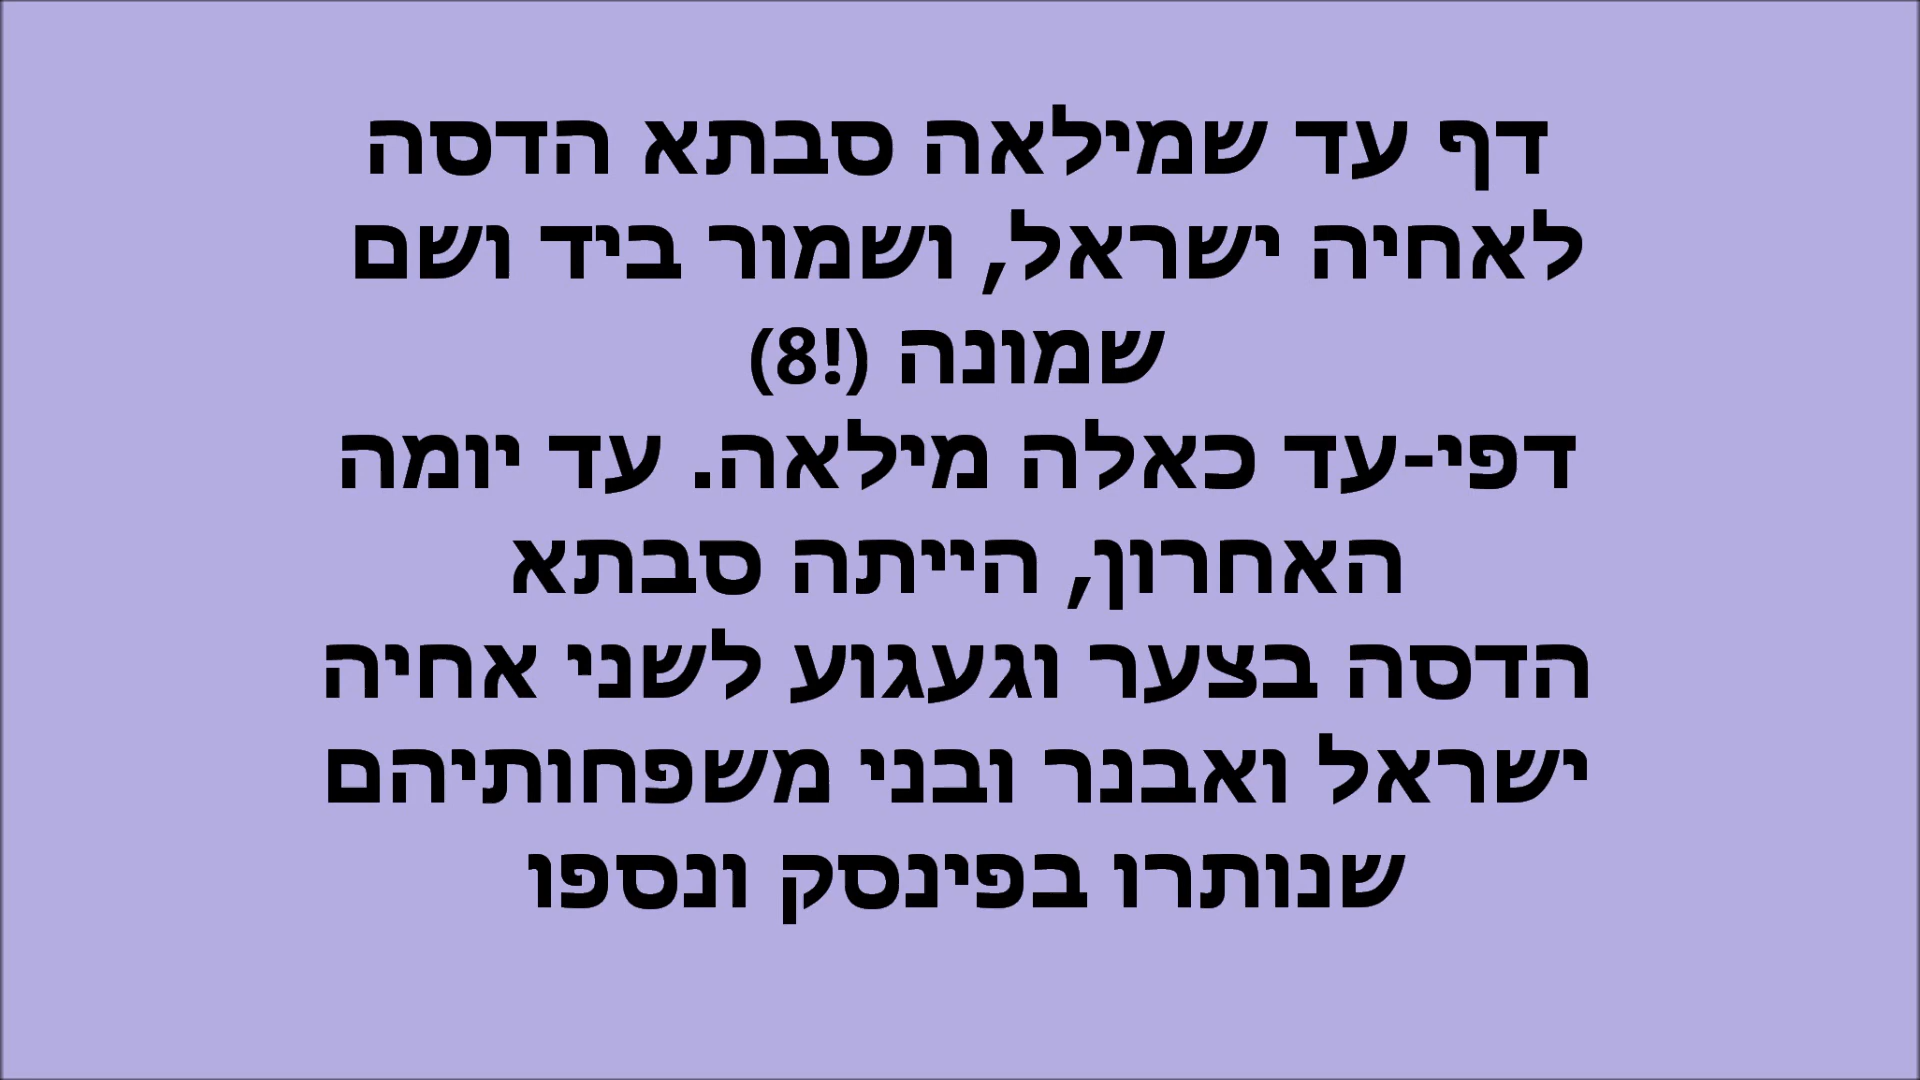 דף עד שמילאה סבתא הדסה
לאחיה ישראל, ושמור ביד ושם
שמונה (!8)
דפי-עד כאלה מילאה. עד יומה
האחרון, הייתה סבתא
הדסה בצער וגעגוע לשני אחיה
ישראל ואבנר ובני משפחותיהם
שנותרו בפינסק ונספו